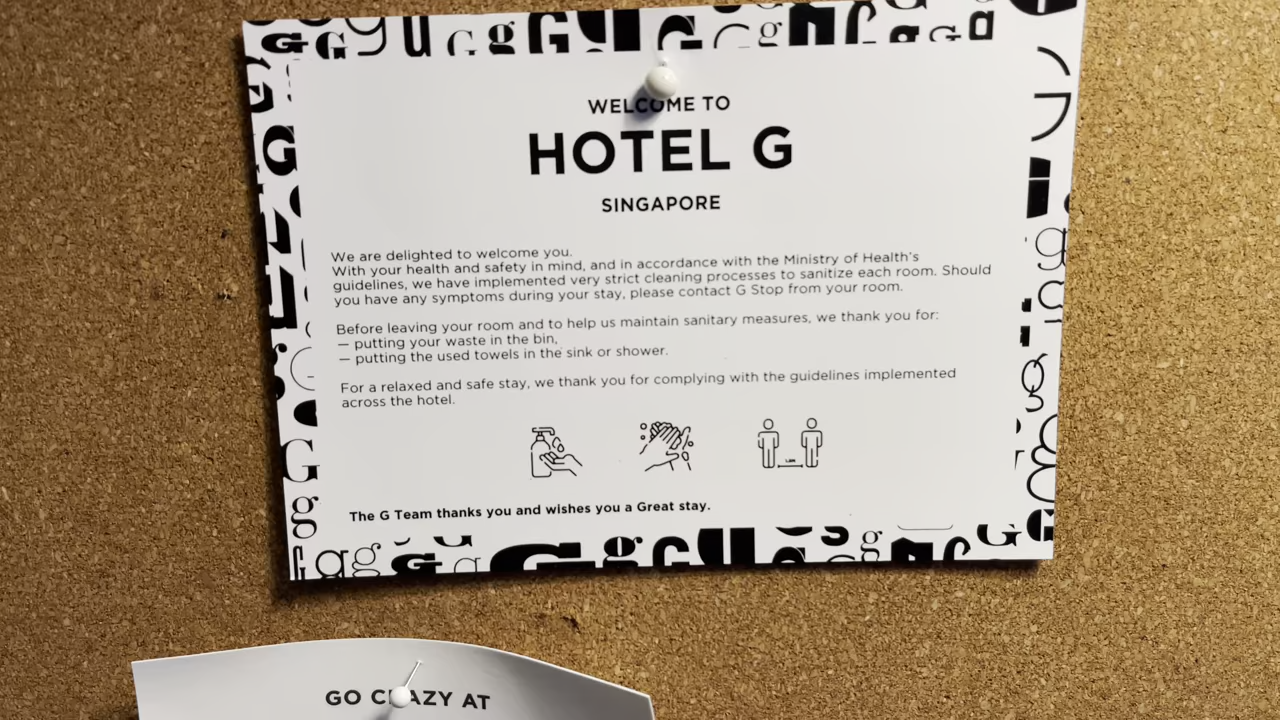 WELCOME TO
HOTEL G
SINGAPORE
We are delighted to welcome you.
With your health and safety in mind, and in accordance with the Ministry of Health's
guidelines, we have implemented very strict cleaning processes to sanitize each room. Should
you have any symptoms during your stay, please contact G Stop from your room.
Before leaving your room and to help us maintain sanitary measures, we thank you for:
— putting your waste in the bin,
— putting the used towels in the sink or shower.
For a relaxed and safe stay, we thank you for complying with the guidelines implemented
across the hotel.
The G Team thanks you and wishes you a Great stay.
GO CRAZY AT